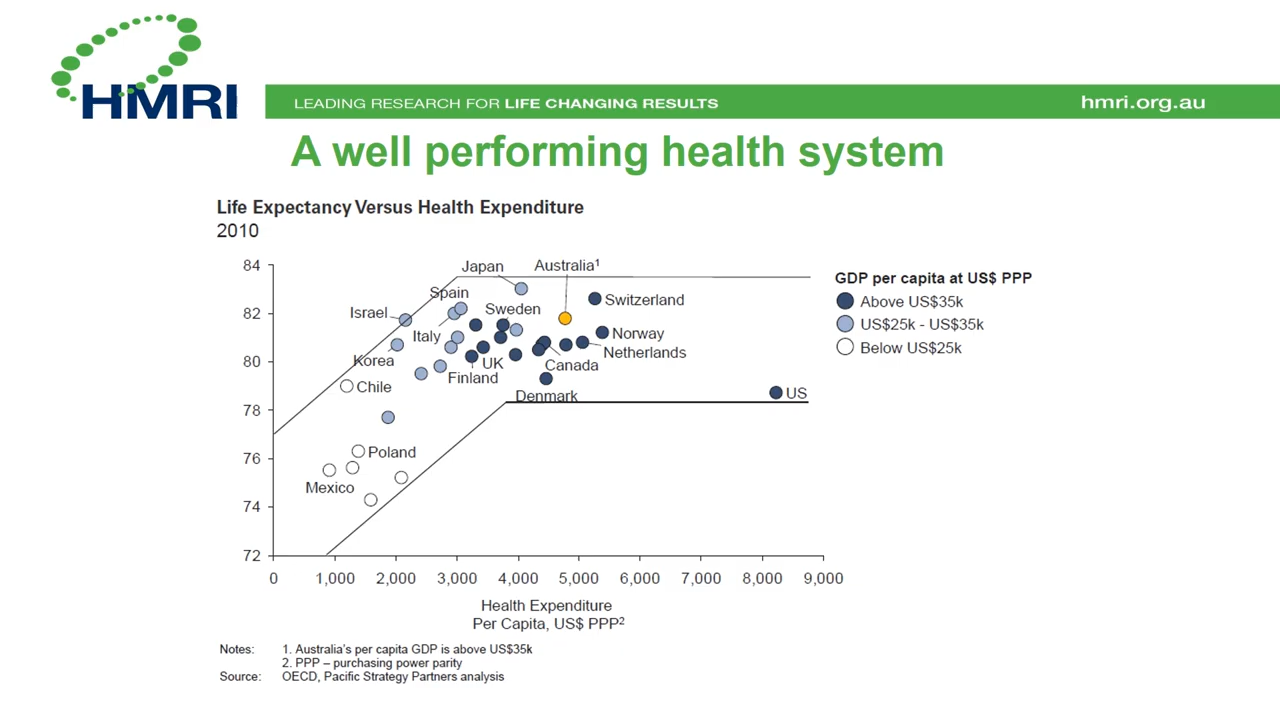 HMRI
LEADING RESEARCH FOR LIFE CHANGING RESULTS
hmri.org.au
A well performing health system
Life Expectancy Versus Health Expenditure
2010
84
82
80
78
76
74
72
0
1,000
2,000
3,000
4,000
5,000
6,000
7,000
8,000
9,000
Japan
Australia1
Spain
Switzerland
Israel
Sweden
Italy
Norway
Netherlands
Korea
UK
Canada
Finland
Chile
Denmark
US
Poland
Mexico
Health Expenditure
Per Capita, US$ PPP2
GDP per capita at US$ PPP
Above US$35k
US$25k - US$35k
Below US$25k
Notes: 1. Australia's per capita GDP is above US$35k
2. PPP – purchasing power parity
Source: OECD, Pacific Strategy Partners analysis